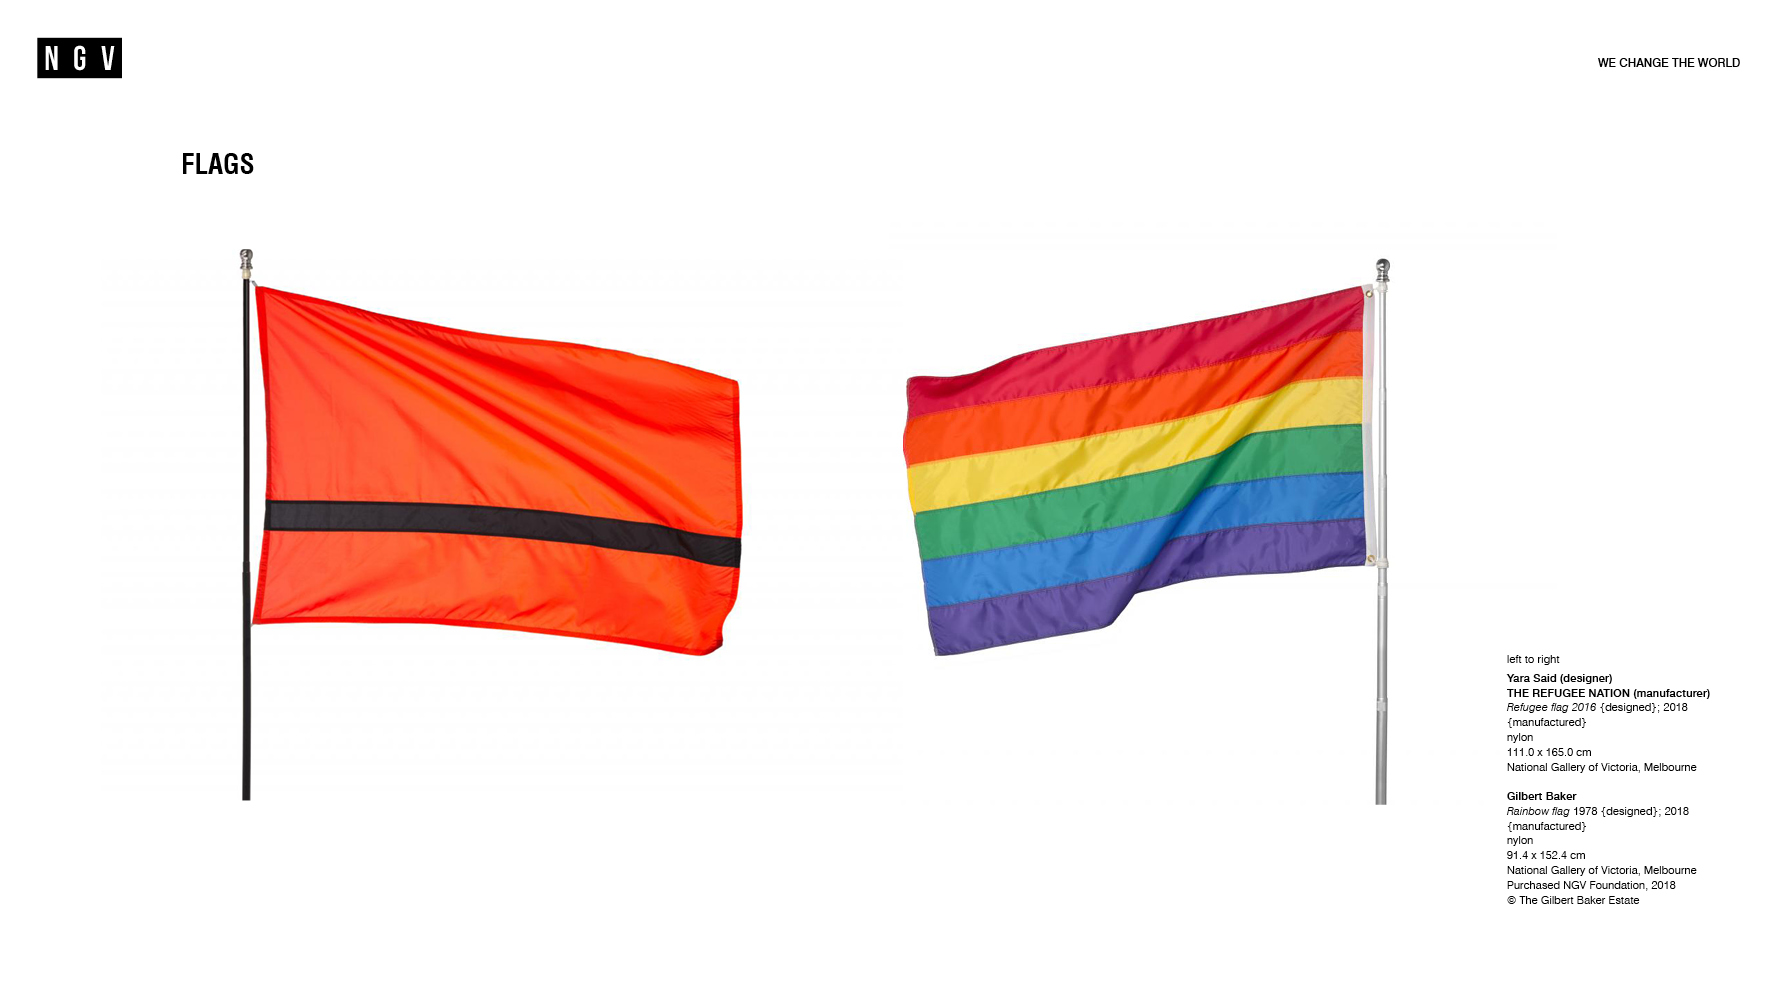 NGV
WE CHANGE THE WORLD
FLAGS
left to right
Yara Said (designer)
THE REFUGEE NATION (manufacturer)
Refugee flag 2016 {designed}; 2018
{manufactured}
nylon
111.0 x 165.0 cm
National Gallery of Victoria, Melbourne
Gilbert Baker
Rainbow flag 1978 {designed}; 2018
{manufactured}
nylon
91.4 x 152.4 cm
National Gallery of Victoria, Melbourne
Purchased NGV Foundation, 2018
© The Gilbert Baker Estate